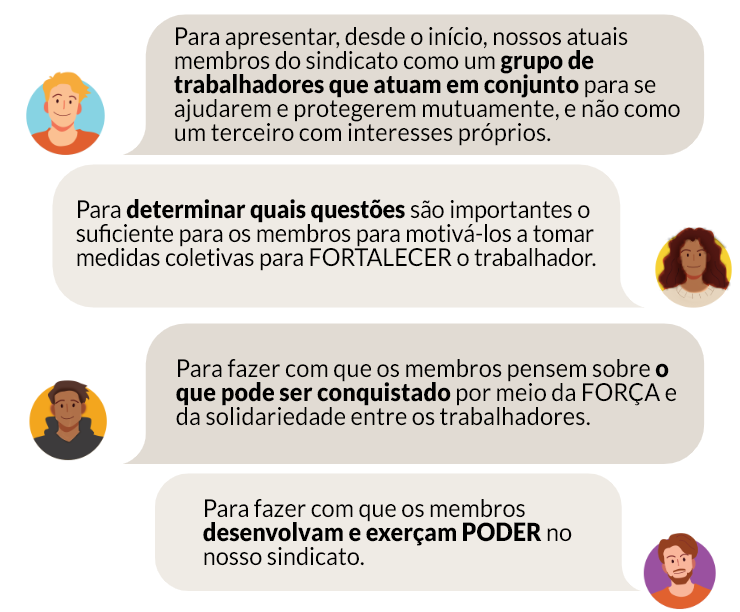 Para apresentar, desde o início, nossos atuais
membros do sindicato como um grupo de
trabalhadores que atuam em conjunto para se
ajudarem e protegerem mutuamente, e não como
um terceiro com interesses próprios.
Para determinar quais questões são importantes o
suficiente para os membros para motivá-los a tomar
medidas coletivas para FORTALECER o trabalhador.
Para fazer com que os membros pensem sobre o
que pode ser conquistado por meio da FORÇA e
da solidariedade entre os trabalhadores.
Para fazer com que os membros
desenvolvam e exerçam PODER no
nosso sindicato.